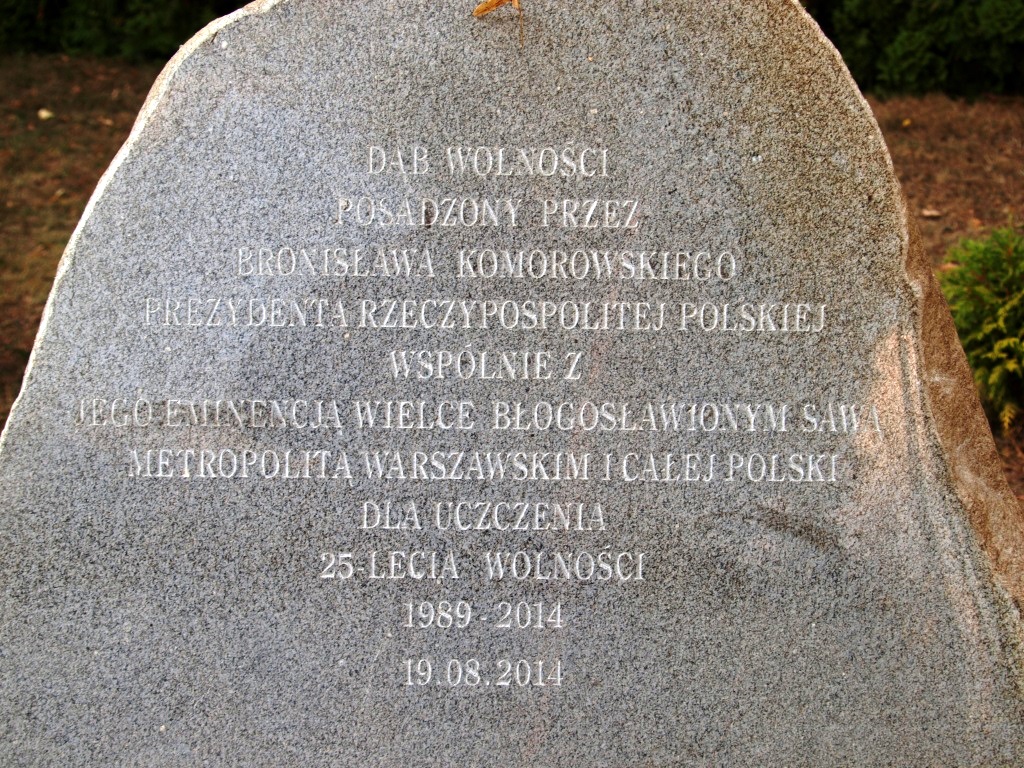 DĄB WOLNOŚCI
POSADZONY PRZEZ
BRONISŁAWA KOMOROWSKIEGO
PREZYDENTA RZECZYPOSPOLITEJ POLSKIEJ
WSPÓLNIE Z
JEGO EMINENCJĄ WIELCE BŁOGOSŁAWIONYM SAWĄ
METROPOLITĄ WARSZAWSKIM I CAŁEJ POLSKI
DLA UCZCZENIA
25-LECIA WOLNOŚCI
1989 - 2014
19.08.2014